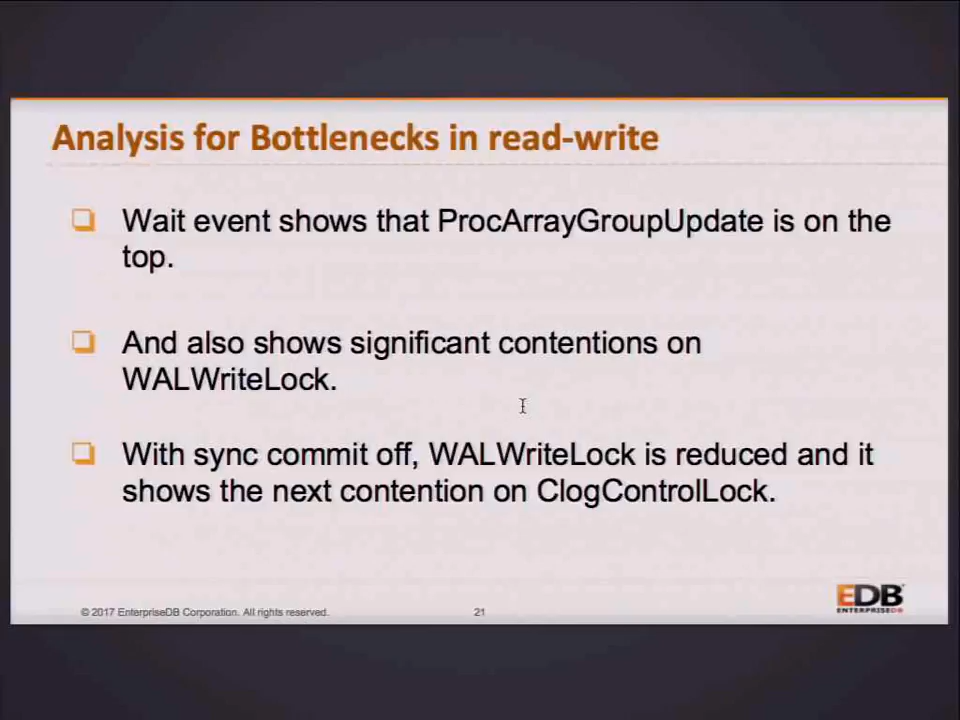 Analysis for Bottlenecks in read-write
Wait event shows that ProcArrayGroupUpdate is on the
top.
And also shows significant contentions on
WALWriteLock.
With sync commit off, WALWriteLock is reduced and it
shows the next contention on ClogControlLock.
© 2017 EnterpriseDB Corporation. All rights reserved.
21
EDB
ENTERPRISEDB